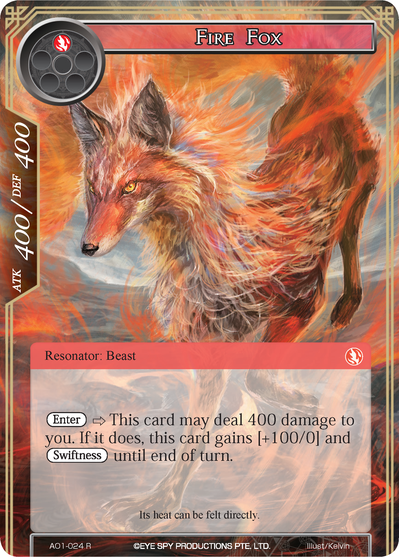 Fire Fox
ATK 400/DEF 400
Resonator: Beast
Enter ⇨ This card may deal 400 damage to
you. If it does, this card gains [+100/0] and
Swiftness until end of turn.
Its heat can be felt directly.
AO1-024 R ©EYE SPY PRODUCTIONS PTE. LTD. Illust/Kelvin